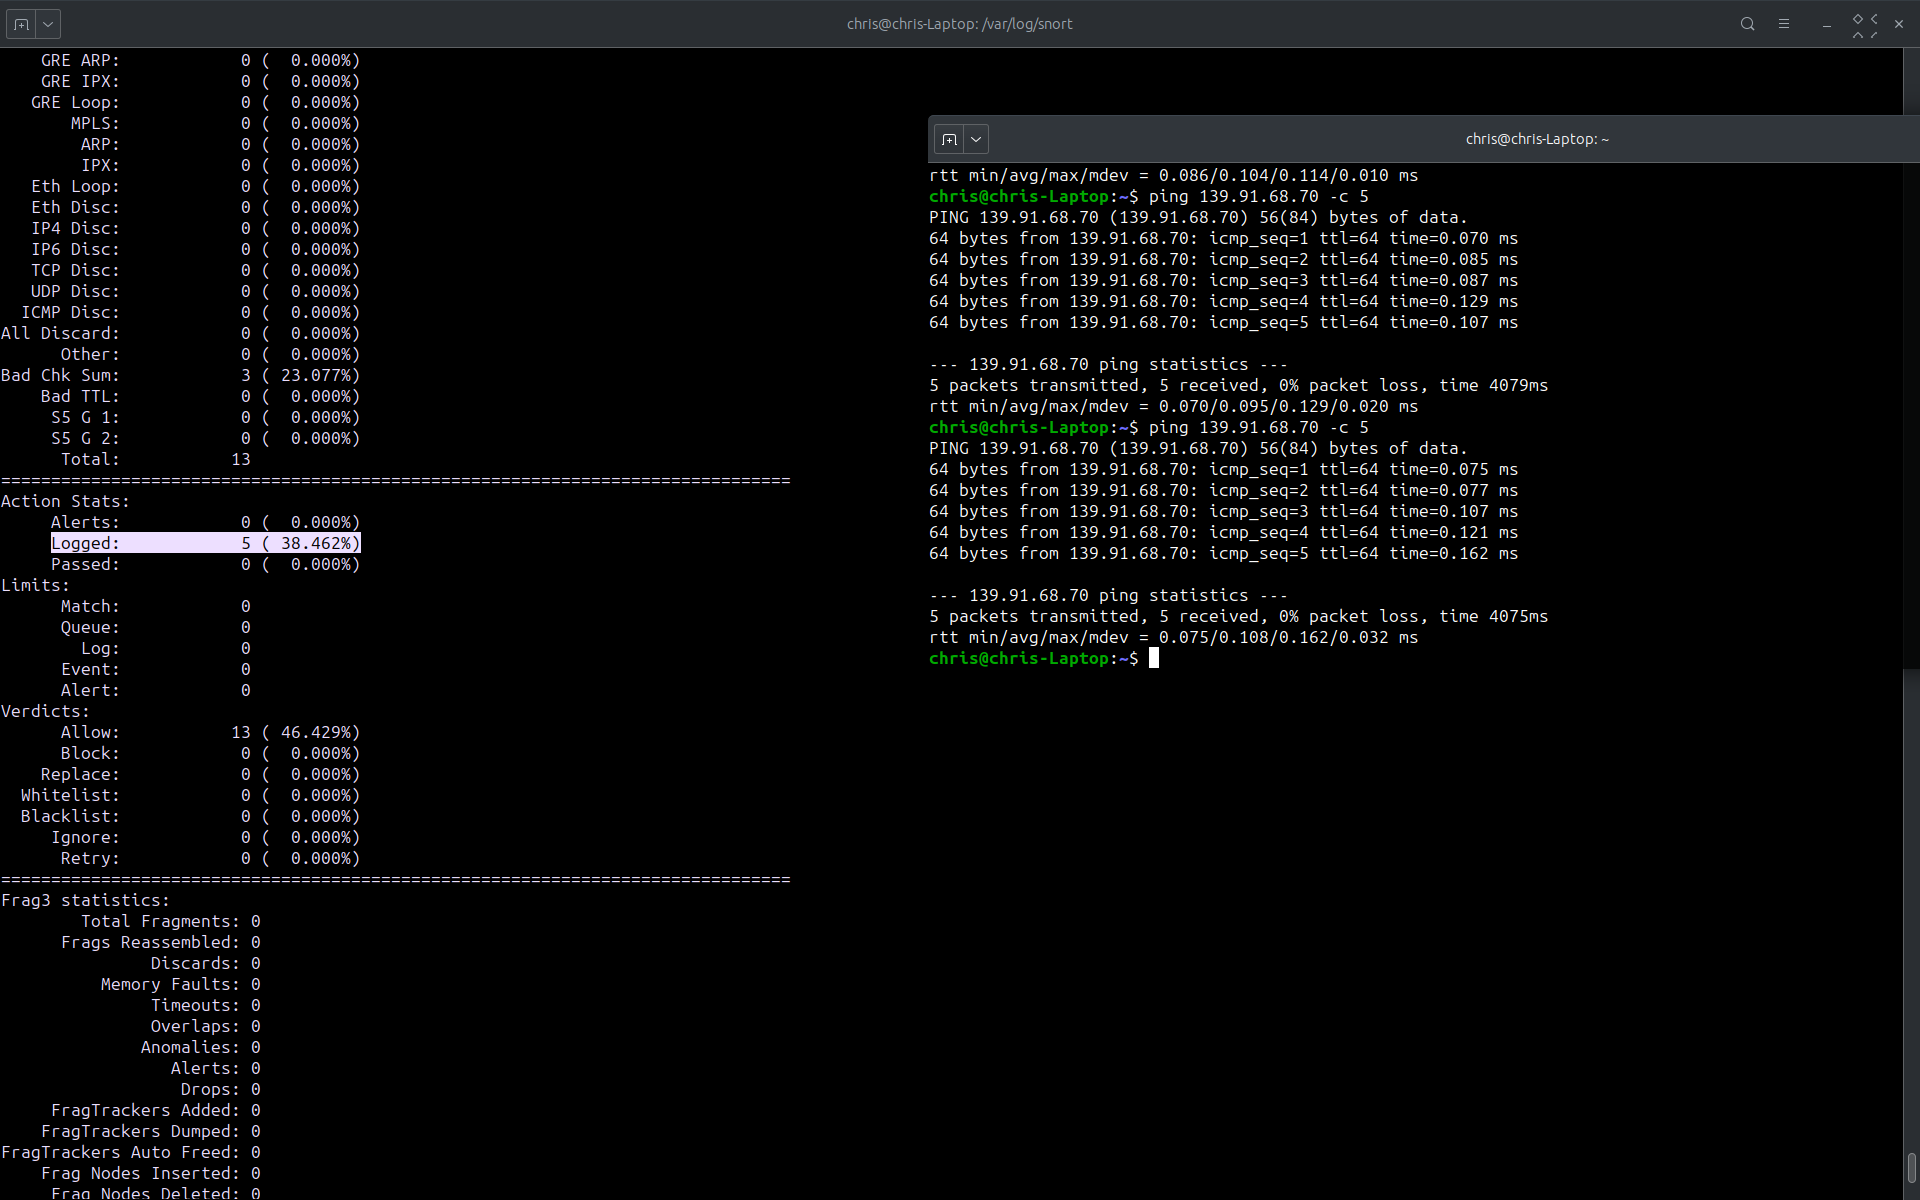 chris@chris-Laptop: /var/log/snort
GRE ARP: 0 ( 0.000%)
GRE IPX: 0 ( 0.000%)
GRE Loop: 0 ( 0.000%)
MPLS: 0 ( 0.000%)
ARP: 0 ( 0.000%)
IPX: 0 ( 0.000%)
Eth Loop: 0 ( 0.000%)
Eth Disc: 0 ( 0.000%)
IP4 Disc: 0 ( 0.000%)
IP6 Disc: 0 ( 0.000%)
TCP Disc: 0 ( 0.000%)
UDP Disc: 0 ( 0.000%)
ICMP Disc: 0 ( 0.000%)
All Discard: 0 ( 0.000%)
Other: 0 ( 0.000%)
Bad Chk Sum: 3 ( 23.077%)
Bad TTL: 0 ( 0.000%)
S5 G 1: 0 ( 0.000%)
S5 G 2: 0 ( 0.000%)
Total: 13
===============================================================================
Action Stats:
Alerts: 0 ( 0.000%)
Logged: 5 ( 38.462%)
Passed: 0 ( 0.000%)
Limits:
Match: 0
Queue: 0
Log: 0
Event: 0
Alert: 0
Verdicts:
Allow: 13 ( 46.429%)
Block: 0 ( 0.000%)
Replace: 0 ( 0.000%)
Whitelist: 0 ( 0.000%)
Blacklist: 0 ( 0.000%)
Ignore: 0 ( 0.000%)
Retry: 0 ( 0.000%)
===============================================================================
Frag3 statistics:
Total Fragments: 0
Frags Reassembled: 0
Discards: 0
Memory Faults: 0
Timeouts: 0
Overlaps: 0
Anomalies: 0
Alerts: 0
Drops: 0
FragTrackers Added: 0
FragTrackers Dumped: 0
FragTrackers Auto Freed: 0
Frag Nodes Inserted: 0
Frag Nodes Deleted: 0
chris@chris-Laptop: ~
rtt min/avg/max/mdev = 0.086/0.104/0.114/0.010 ms
chris@chris-Laptop:~$ ping 139.91.68.70 -c 5
PING 139.91.68.70 (139.91.68.70) 56(84) bytes of data.
64 bytes from 139.91.68.70: icmp_seq=1 ttl=64 time=0.070 ms
64 bytes from 139.91.68.70: icmp_seq=2 ttl=64 time=0.085 ms
64 bytes from 139.91.68.70: icmp_seq=3 ttl=64 time=0.087 ms
64 bytes from 139.91.68.70: icmp_seq=4 ttl=64 time=0.129 ms
64 bytes from 139.91.68.70: icmp_seq=5 ttl=64 time=0.107 ms
--- 139.91.68.70 ping statistics ---
5 packets transmitted, 5 received, 0% packet loss, time 4079ms
rtt min/avg/max/mdev = 0.070/0.095/0.129/0.020 ms
chris@chris-Laptop:~$ ping 139.91.68.70 -c 5
PING 139.91.68.70 (139.91.68.70) 56(84) bytes of data.
64 bytes from 139.91.68.70: icmp_seq=1 ttl=64 time=0.075 ms
64 bytes from 139.91.68.70: icmp_seq=2 ttl=64 time=0.077 ms
64 bytes from 139.91.68.70: icmp_seq=3 ttl=64 time=0.107 ms
64 bytes from 139.91.68.70: icmp_seq=4 ttl=64 time=0.121 ms
64 bytes from 139.91.68.70: icmp_seq=5 ttl=64 time=0.162 ms
--- 139.91.68.70 ping statistics ---
5 packets transmitted, 5 received, 0% packet loss, time 4075ms
rtt min/avg/max/mdev = 0.075/0.108/0.162/0.032 ms
chris@chris-Laptop:~$